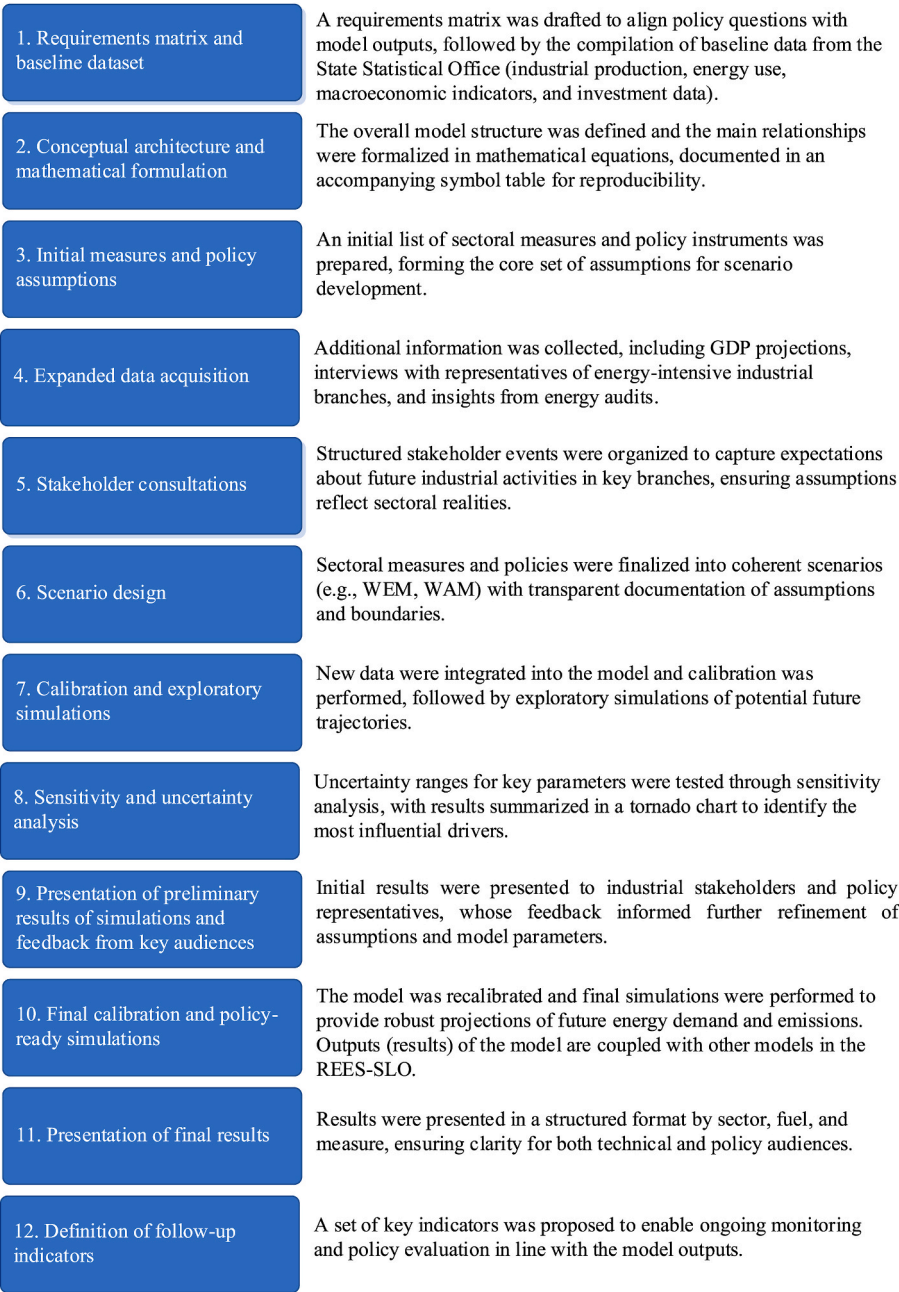 1. Requirements matrix and
baseline dataset
A requirements matrix was drafted to align policy questions with
model outputs, followed by the compilation of baseline data from the
State Statistical Office (industrial production, energy use,
macroeconomic indicators, and investment data).
2. Conceptual architecture and
mathematical formulation
The overall model structure was defined and the main relationships
were formalized in mathematical equations, documented in an
accompanying symbol table for reproducibility.
3. Initial measures and policy
assumptions
An initial list of sectoral measures and policy instruments was
prepared, forming the core set of assumptions for scenario
development.
4. Expanded data acquisition
Additional information was collected, including GDP projections,
interviews with representatives of energy-intensive industrial
branches, and insights from energy audits.
5. Stakeholder consultations
Structured stakeholder events were organized to capture expectations
about future industrial activities in key branches, ensuring assumptions
reflect sectoral realities.
6. Scenario design
Sectoral measures and policies were finalized into coherent scenarios
(e.g., WEM, WAM) with transparent documentation of assumptions
and boundaries.
7. Calibration and exploratory
simulations
New data were integrated into the model and calibration was
performed, followed by exploratory simulations of potential future
trajectories.
8. Sensitivity and uncertainty
analysis
Uncertainty ranges for key parameters were tested through sensitivity
analysis, with results summarized in a tornado chart to identify the
most influential drivers.
9. Presentation of preliminary
results of simulations and
feedback from key audiences
Initial results were presented to industrial stakeholders and policy
representatives, whose feedback informed further refinement of
assumptions and model parameters.
10. Final calibration and policy-
ready simulations
The model was recalibrated and final simulations were performed to
provide robust projections of future energy demand and emissions.
Outputs (results) of the model are coupled with other models in the
REES-SLO.
11. Presentation of final results
Results were presented in a structured format by sector, fuel, and
measure, ensuring clarity for both technical and policy audiences.
12. Definition of follow-up
indicators
A set of key indicators was proposed to enable ongoing monitoring
and policy evaluation in line with the model outputs.